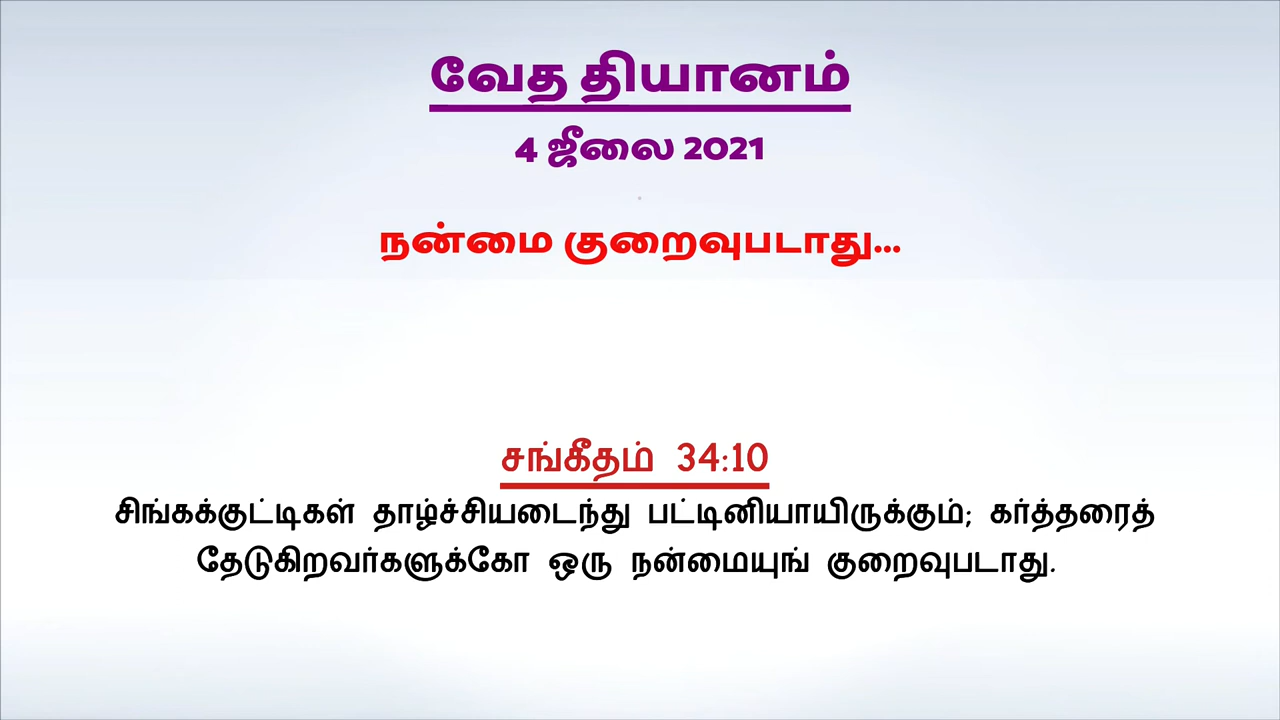 வேத தியானம்
4 ஜீலை 2021
நன்மை குறைவுபடாது...
சங்கீதம் 34:10
சிங்கக்குட்டிகள் தாழ்ச்சியடைந்து பட்டினியாயிருக்கும்; கர்த்தரைத்
தேடுகிறவர்களுக்கோ ஒரு நன்மையுங் குறைவுபடாது.